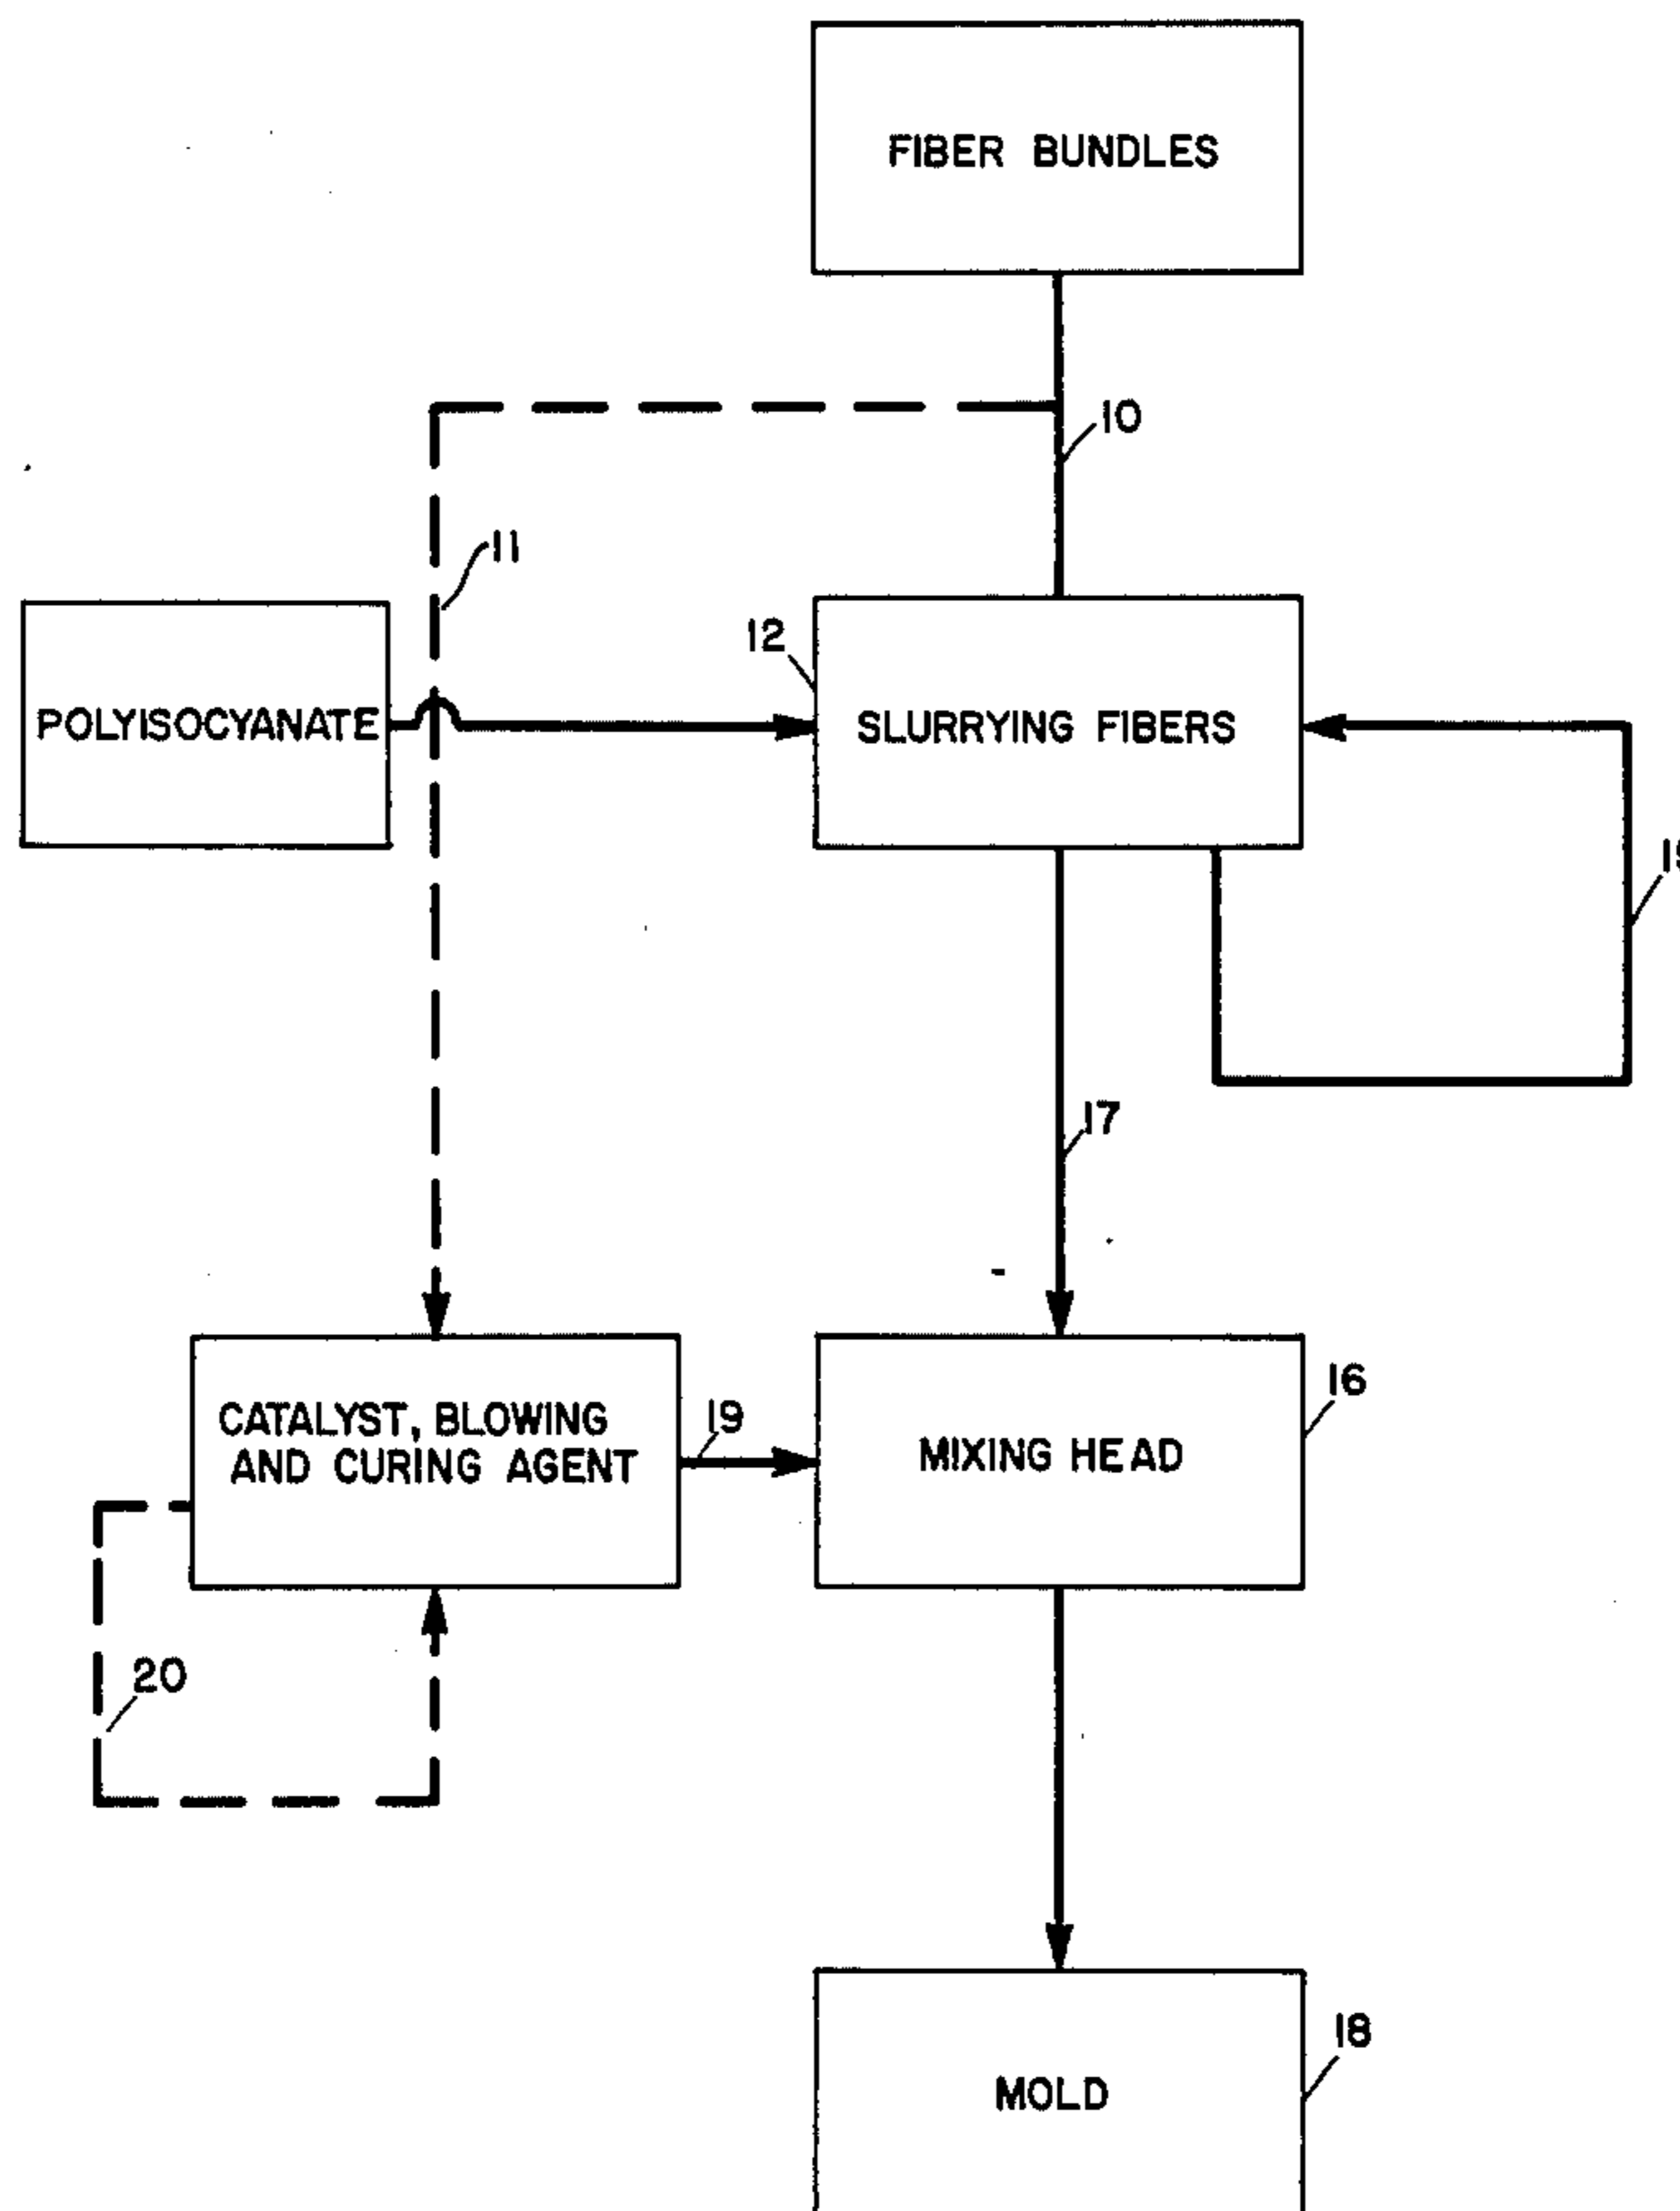 FIBER BUNDLES
10
11
12
POLYISOCYANATE
SLURRYING FIBERS
17
16
CATALYST, BLOWING
AND CURING AGENT
19
MIXING HEAD
20
18
MOLD